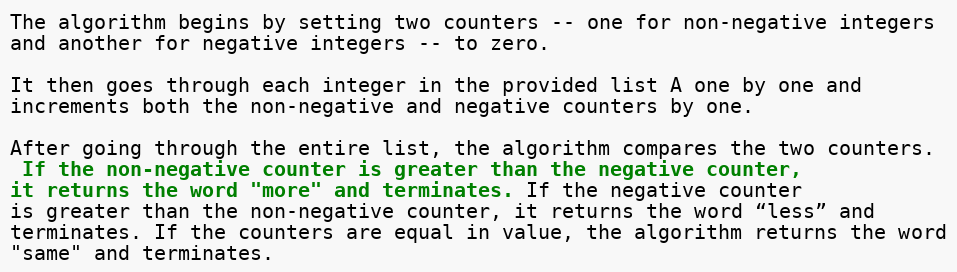 The algorithm begins by setting two counters -- one for non-negative integers
and another for negative integers -- to zero.
It then goes through each integer in the provided list A one by one and
increments both the non-negative and negative counters by one.
After going through the entire list, the algorithm compares the two counters.
If the non-negative counter is greater than the negative counter,
it returns the word "more" and terminates. If the negative counter
is greater than the non-negative counter, it returns the word “less” and
terminates. If the counters are equal in value, the algorithm returns the word
"same" and terminates.